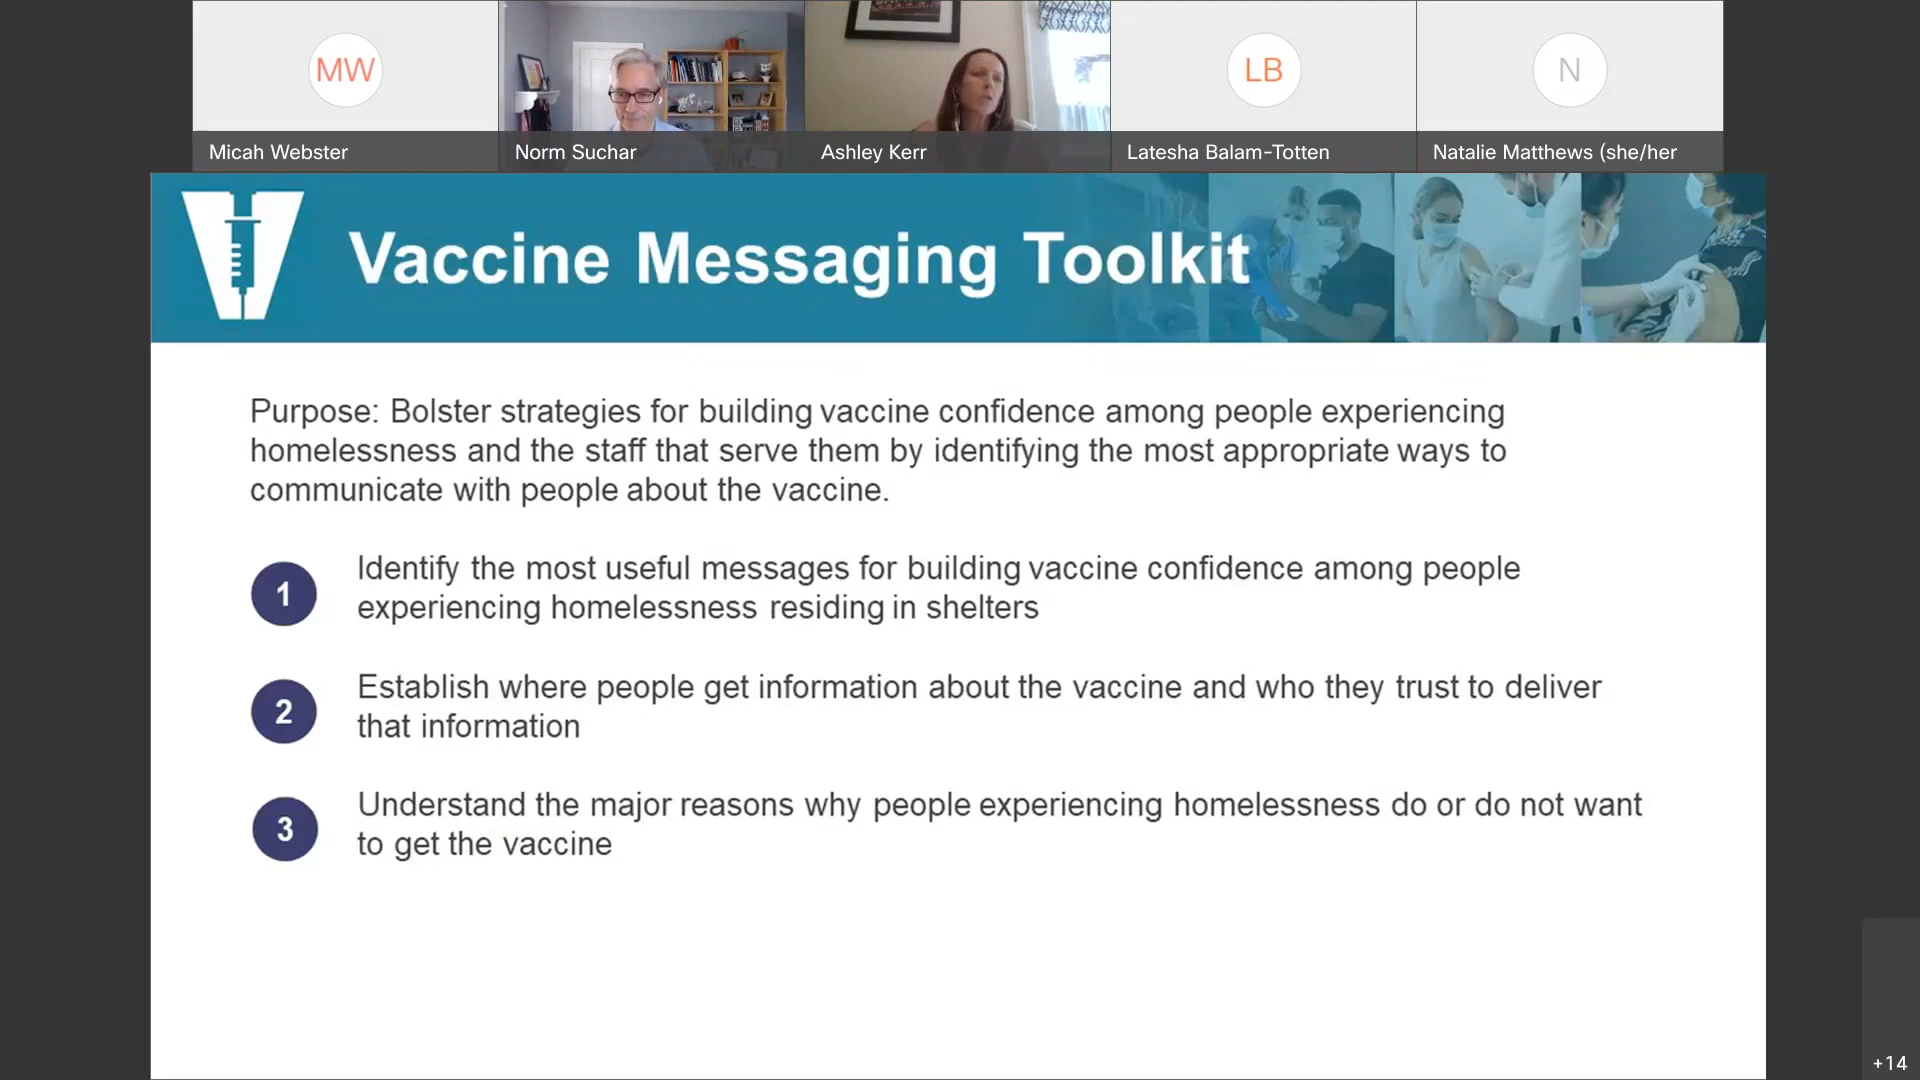 MW
LB
N
Micah Webster
Norm Suchar
Ashley Kerr
Latesha Balam-Totten
Natalie Matthews (she/her
V
Vaccine Messaging Toolkit
Purpose: Bolster strategies for building vaccine confidence among people experiencing
homelessness and the staff that serve them by identifying the most appropriate ways to
communicate with people about the vaccine.
1
Identify the most useful messages for building vaccine confidence among people
experiencing homelessness residing in shelters
2
Establish where people get information about the vaccine and who they trust to deliver
that information
3
Understand the major reasons why people experiencing homelessness do or do not want
to get the vaccine
+14